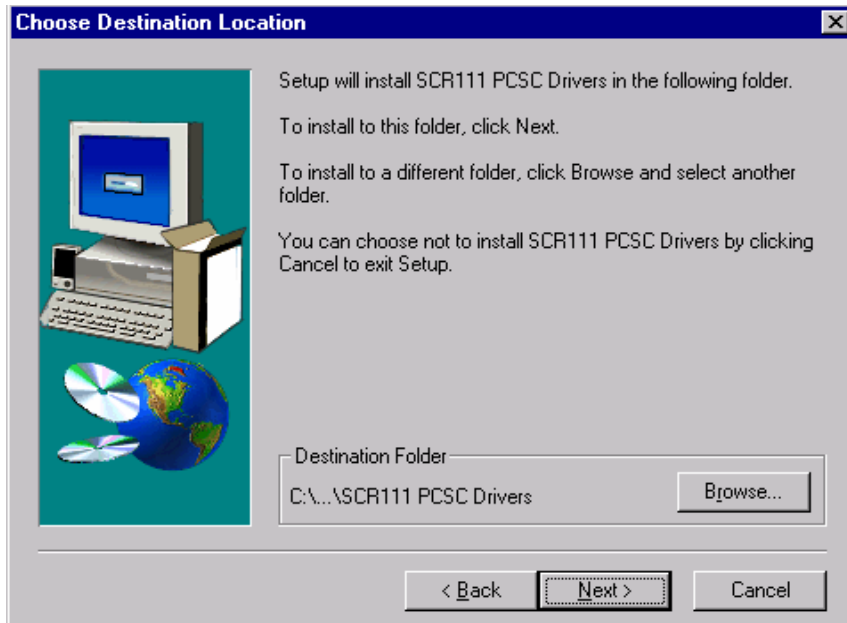 Choose Destination Location
Setup will install SCR111 PCSC Drivers in the following folder.
To install to this folder, click Next.
To install to a different folder, click Browse and select another
folder.
You can choose not to install SCR111 PCSC Drivers by clicking
Cancel to exit Setup.
Destination Folder
C:\...\SCR111 PCSC Drivers
Browse...
< Back
Next >
Cancel